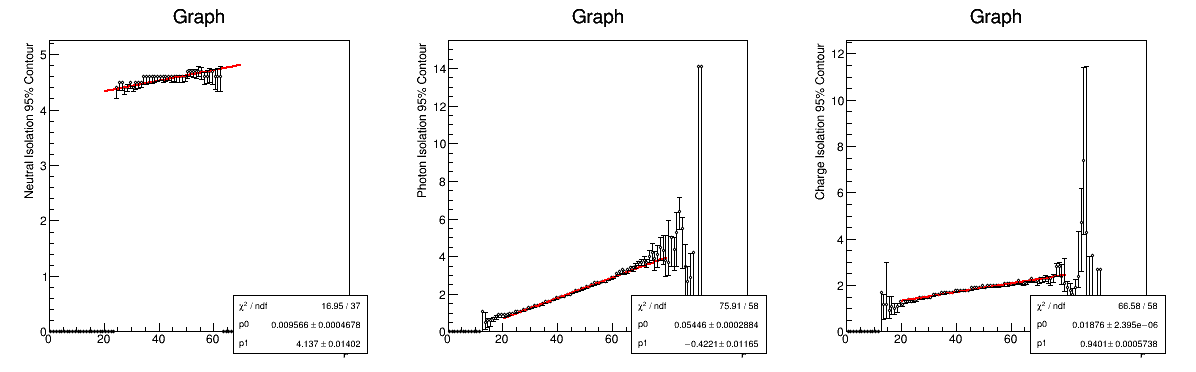 Graph
Neutral Isolation 95% Contour
5
4
3
2
1
0
0 20 40 60
χ² / ndf 16.95 / 37
p0 0.009566 ± 0.0004678
p1 4.137 ± 0.01402
Graph
Photon Isolation 95% Contour
14
12
10
8
6
4
2
0
0 20 40 60
χ² / ndf 75.91 / 58
p0 0.05446 ± 0.0002884
p1 −0.4221 ± 0.01165
Graph
Charge Isolation 95% Contour
12
10
8
6
4
2
0
0 20 40 60
χ² / ndf 66.58 / 58
p0 0.01876 ± 2.395e−06
p1 0.9401 ± 0.0005738